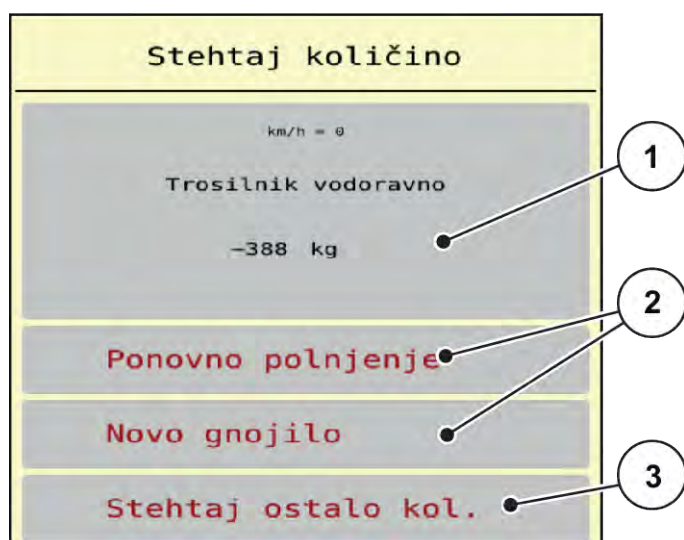 Stehtaj količino
km/h = 0
Trosilnik vodoravno
1
-388 kg
2
Ponovno polnjenje
Novo gnojilo
3
Stehtaj ostalo kol.